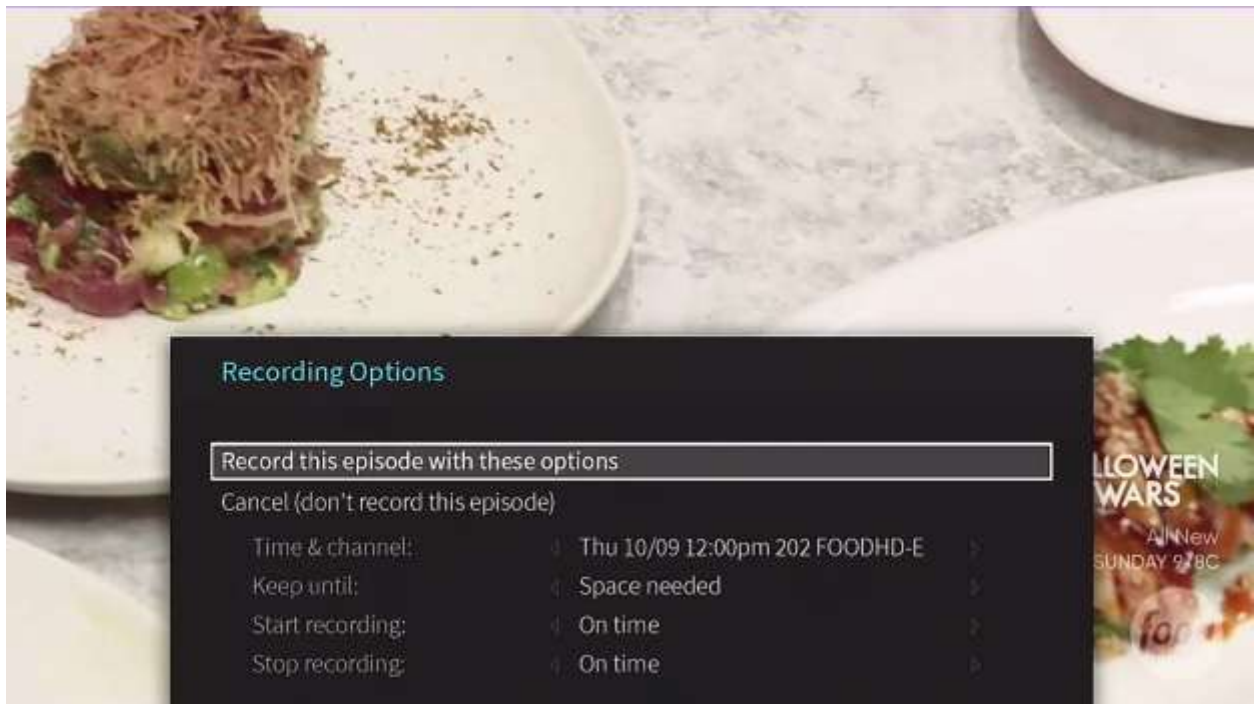 Recording Options
Record this episode with these options
Cancel (don't record this episode)
Time & channel: Thu 10/09 12:00pm 202 FOODHD-E
Keep until: Space needed
Start recording: On time
Stop recording: On time
LLOWEEN
WARS
All New
SUNDAY 9/8C
foo